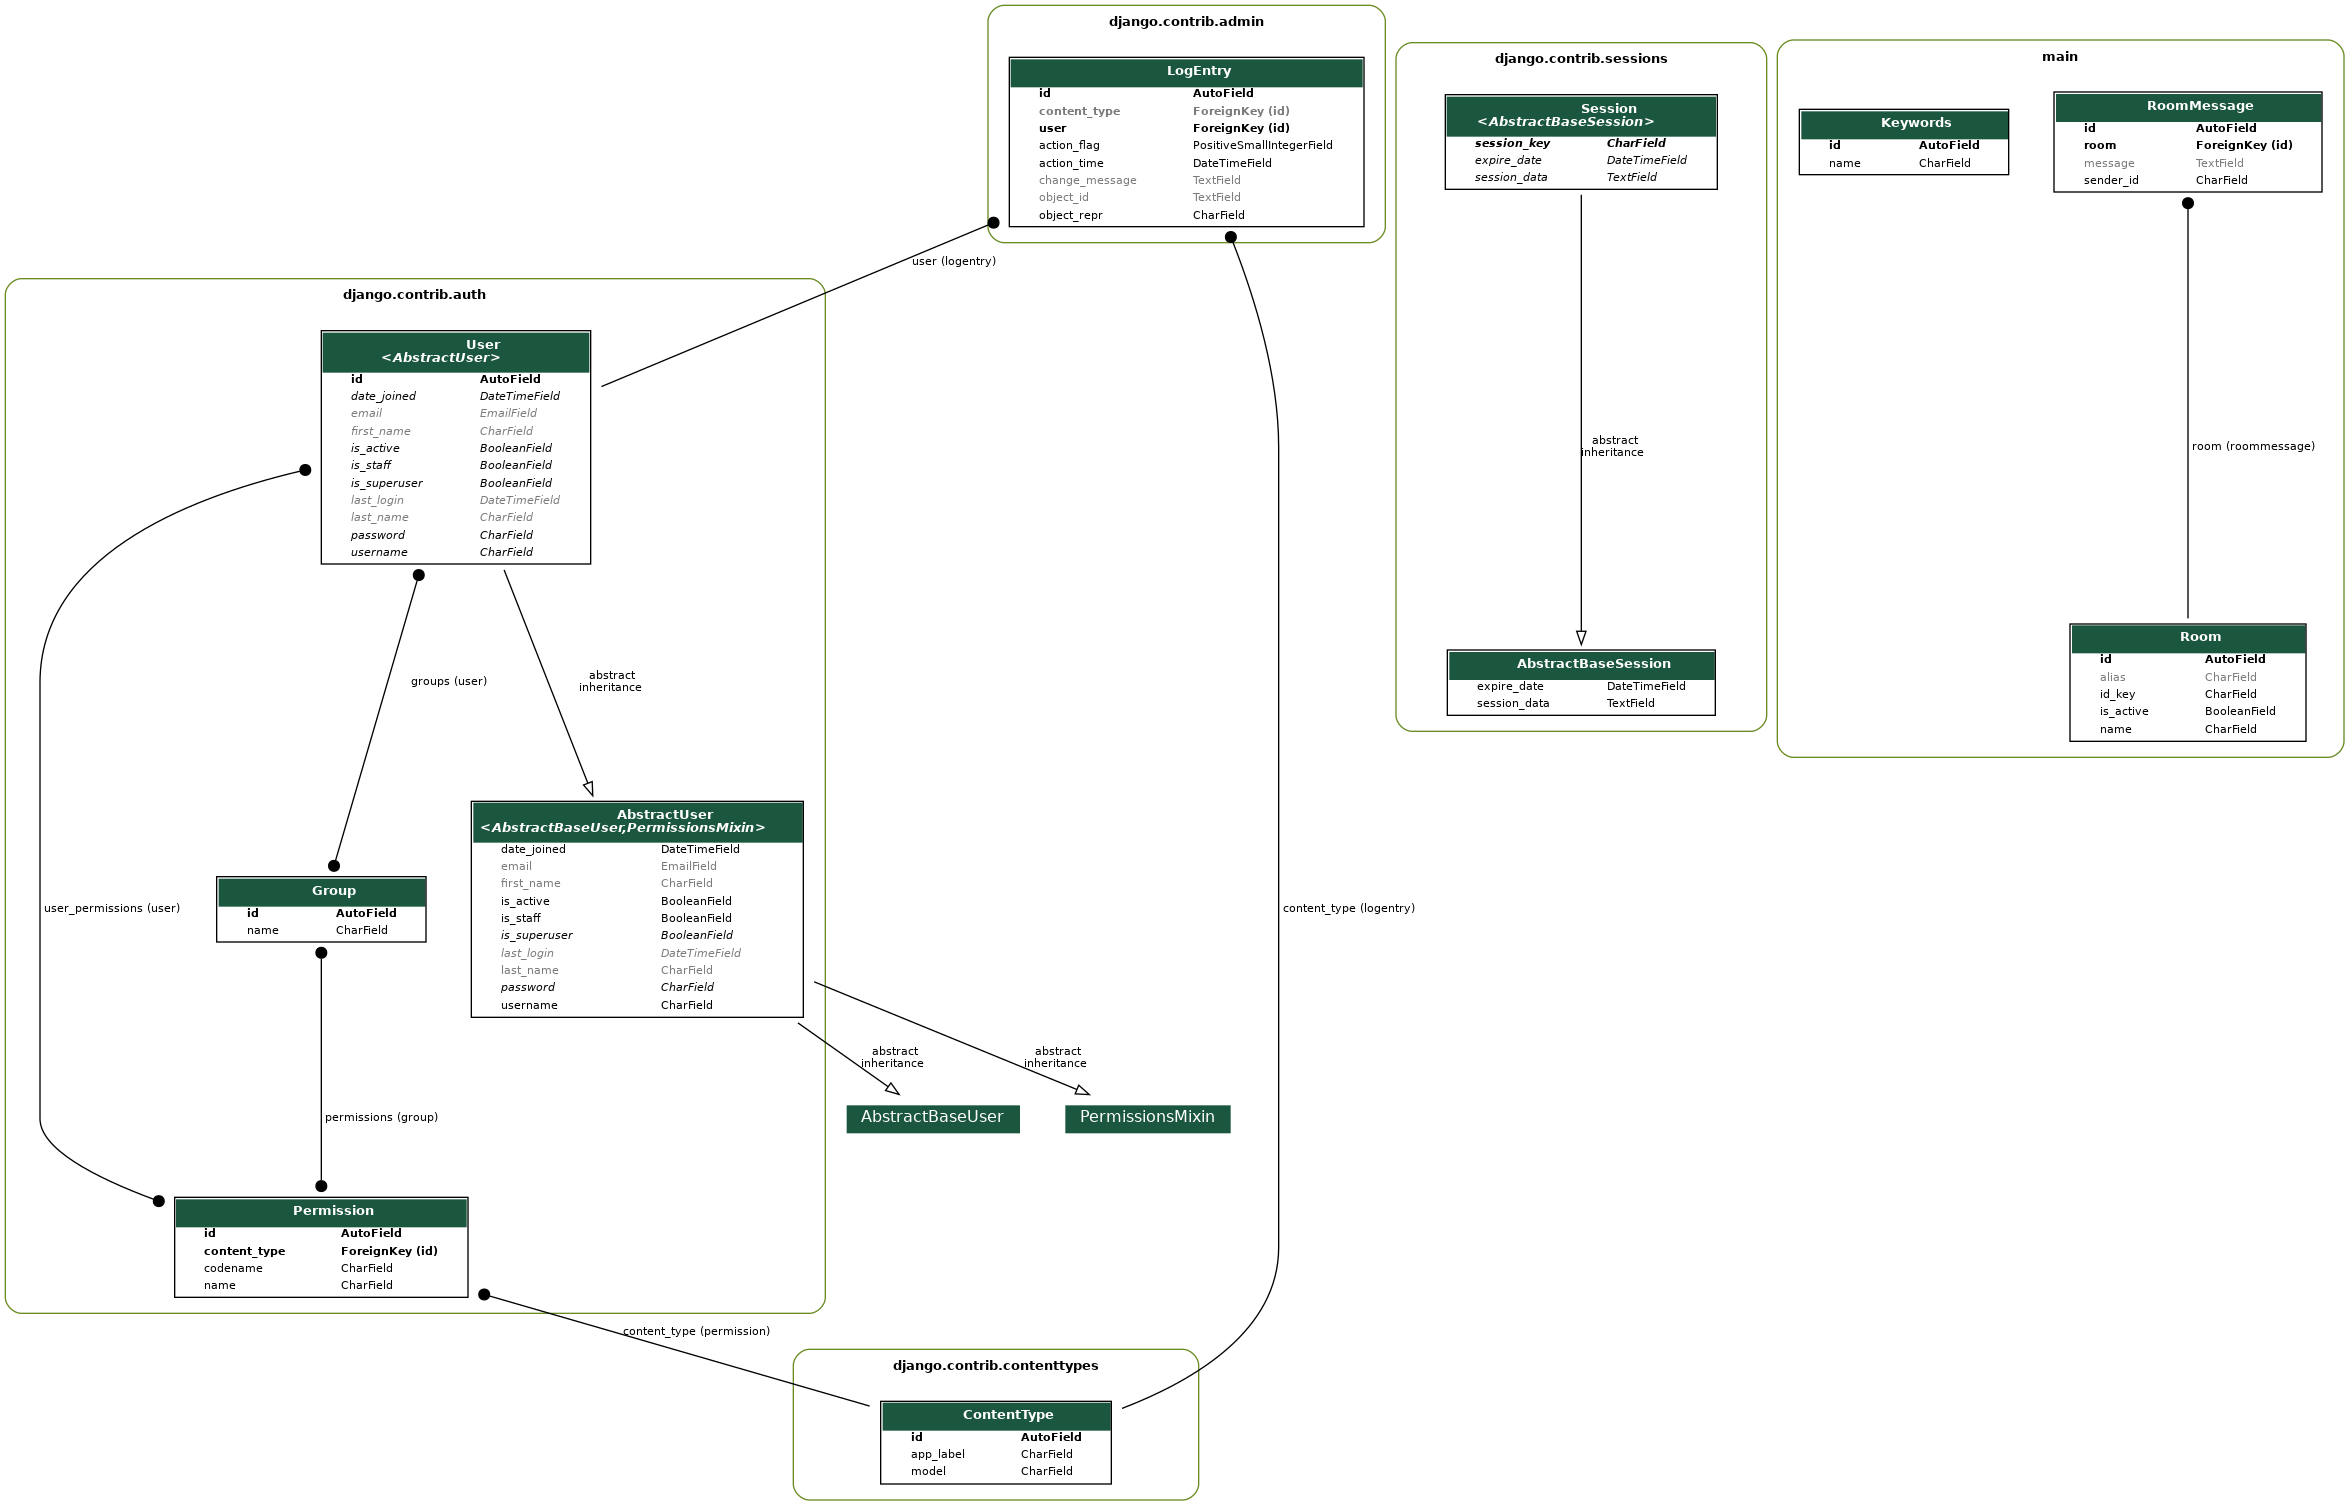 django.contrib.admin
LogEntry
id AutoField
content_type ForeignKey (id)
user ForeignKey (id)
action_flag PositiveSmallIntegerField
action_time DateTimeField
change_message TextField
object_id TextField
object_repr CharField
user (logentry)
content_type (logentry)
django.contrib.sessions
Session
<AbstractBaseSession>
session_key CharField
expire_date DateTimeField
session_data TextField
abstract
inheritance
AbstractBaseSession
expire_date DateTimeField
session_data TextField
main
Keywords
id AutoField
name CharField
RoomMessage
id AutoField
room ForeignKey (id)
message TextField
sender_id CharField
room (roommessage)
Room
id AutoField
alias CharField
id_key CharField
is_active BooleanField
name CharField
django.contrib.auth
User
<AbstractUser>
id AutoField
date_joined DateTimeField
email EmailField
first_name CharField
is_active BooleanField
is_staff BooleanField
is_superuser BooleanField
last_login DateTimeField
last_name CharField
password CharField
username CharField
groups (user)
abstract
inheritance
user_permissions (user)
AbstractUser
<AbstractBaseUser,PermissionsMixin>
date_joined DateTimeField
email EmailField
first_name CharField
is_active BooleanField
is_staff BooleanField
is_superuser BooleanField
last_login DateTimeField
last_name CharField
password CharField
username CharField
Group
id AutoField
name CharField
permissions (group)
abstract
inheritance
abstract
inheritance
AbstractBaseUser
PermissionsMixin
Permission
id AutoField
content_type ForeignKey (id)
codename CharField
name CharField
content_type (permission)
django.contrib.contenttypes
ContentType
id AutoField
app_label CharField
model CharField